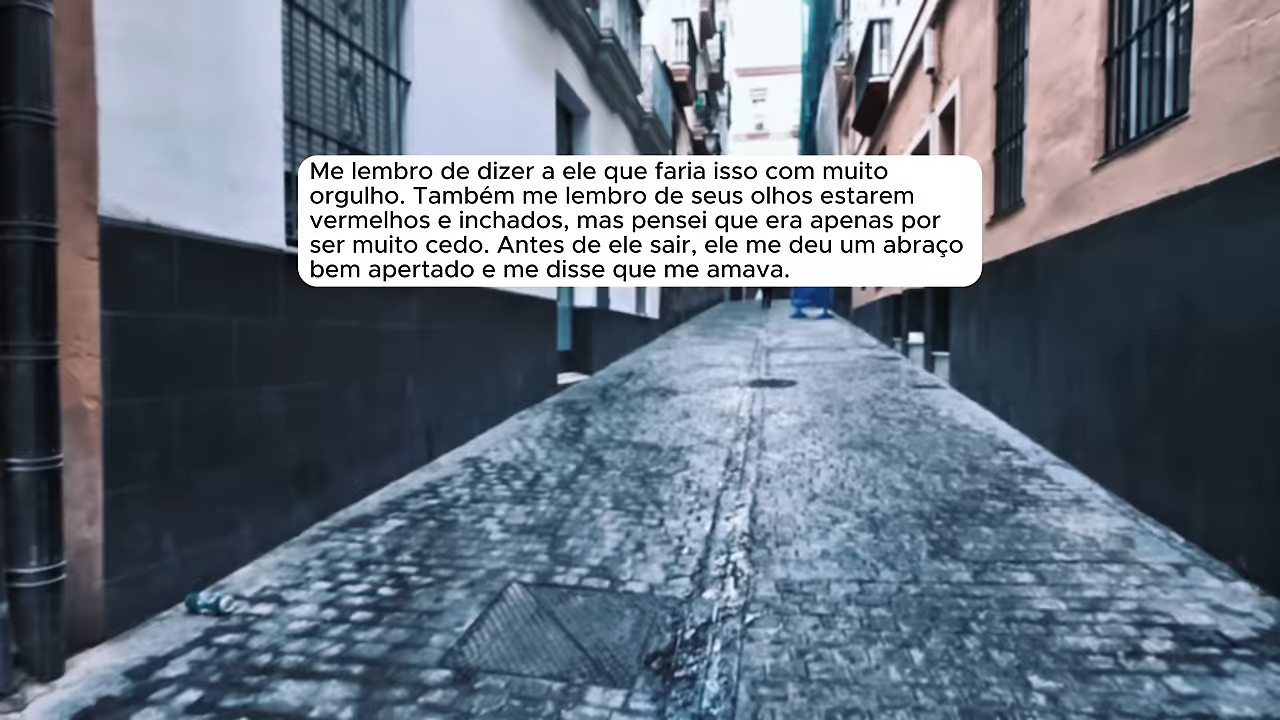 Me lembro de dizer a ele que faria isso com muito
orgulho. Também me lembro de seus olhos estarem
vermelhos e inchados, mas pensei que era apenas por
ser muito cedo. Antes de ele sair, ele me deu um abraço
bem apertado e me disse que me amava.